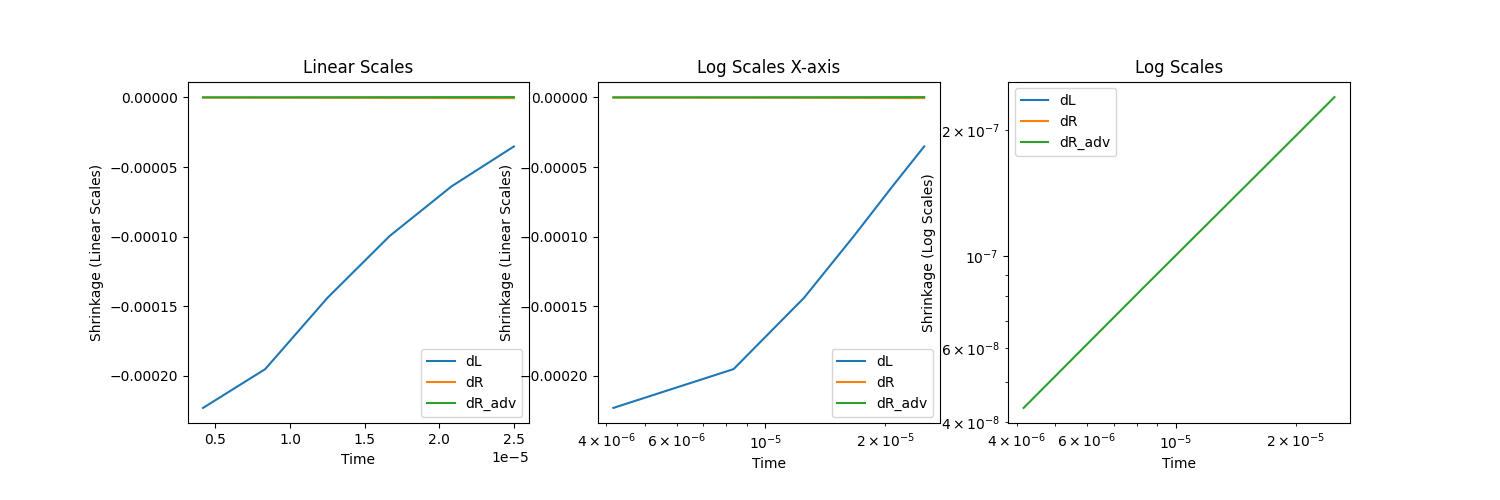 Linear Scales
Shrinkage (Linear Scales)
0.00000
−0.00005
−0.00010
−0.00015
−0.00020
0.5
1.0
1.5
2.0
2.5
1e−5
Time
dL
dR
dR_adv
Log Scales X-axis
Shrinkage (Linear Scales)
0.00000
−0.00005
−0.00010
−0.00015
−0.00020
4 × 10⁻⁶
6 × 10⁻⁶
10⁻⁵
2 × 10⁻⁵
Time
dL
dR
dR_adv
Log Scales
Shrinkage (Log Scales)
2 × 10⁻⁷
10⁻⁷
6 × 10⁻⁸
4 × 10⁻⁸
4 × 10⁻⁶
6 × 10⁻⁶
10⁻⁵
2 × 10⁻⁵
Time
dL
dR
dR_adv